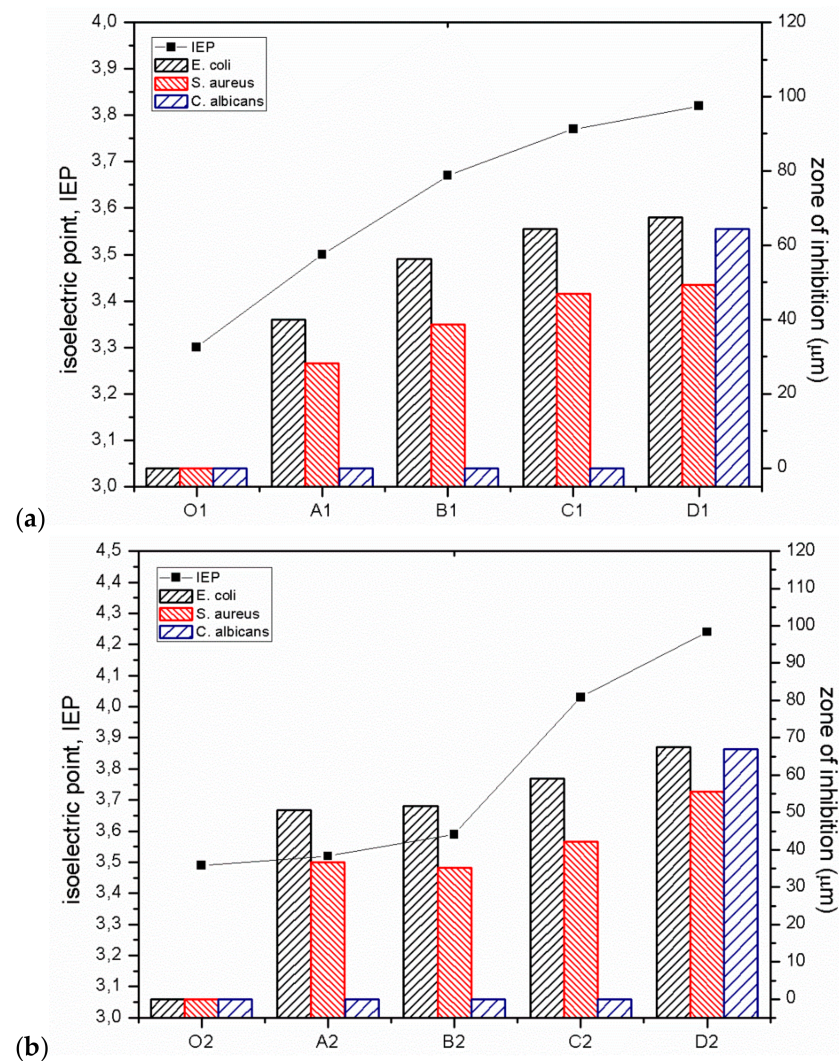 4,0
3,9
3,8
3,7
3,6
3,5
3,4
3,3
3,2
3,1
3,0
isoelectric point, IEP
IEP
E. coli
S. aureus
C. albicans
120
100
80
60
40
20
0
zone of inhibition (μm)
O1 A1 B1 C1 D1
(a)
4,5
4,4
4,3
4,2
4,1
4,0
3,9
3,8
3,7
3,6
3,5
3,4
3,3
3,2
3,1
3,0
isoelectric point, IEP
IEP
E. coli
S. aureus
C. albicans
120
110
100
90
80
70
60
50
40
30
20
10
0
zone of inhibition (μm)
O2 A2 B2 C2 D2
(b)